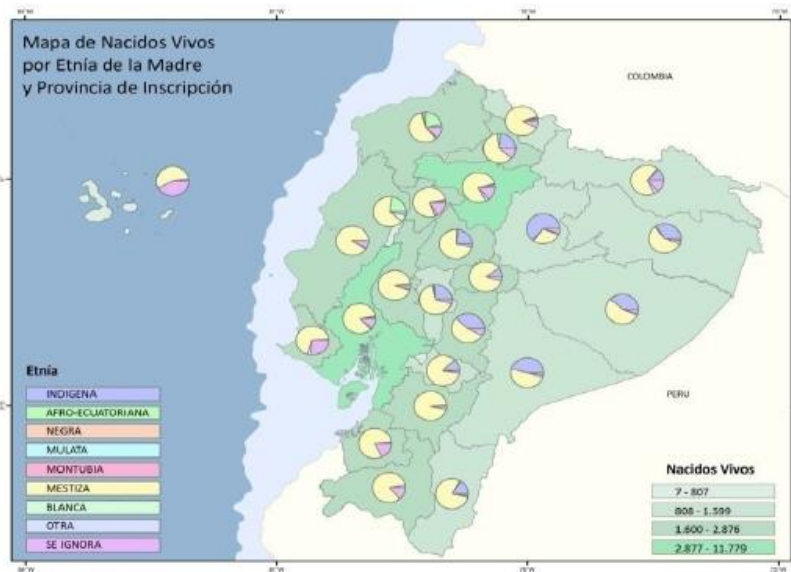 Mapa de Nacidos Vivos
por Etnía de la Madre
y Provincia de Inscripción
COLOMBIA
PERU
Etnía
INDIGENA
AFRO-ECUATORIANA
NEGRA
MULATA
MONTUBIA
MESTIZA
BLANCA
OTRA
SE IGNORA
Nacidos Vivos
7 - 807
808 - 1.599
1.600 - 2.876
2.877 - 11.779